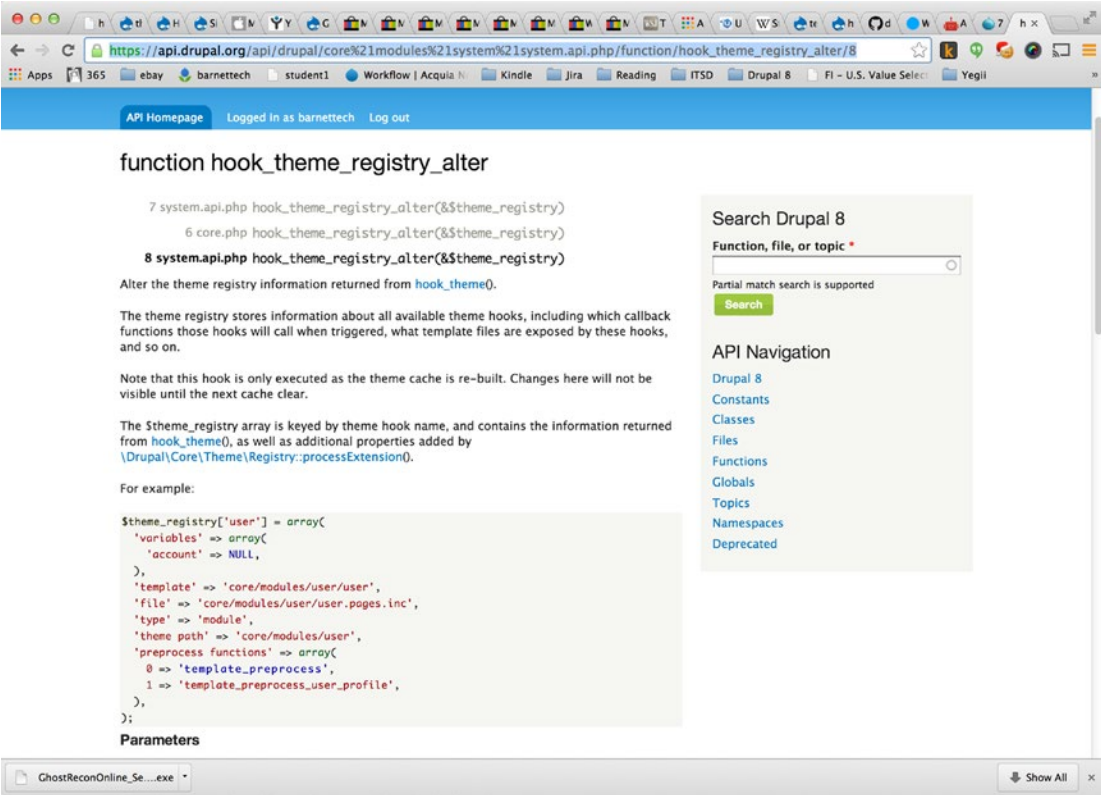 h
tl
H
Si
N
Y
G
N
N
M
N
M
W
N
T
A
U
W S
te
h
d
W
A
7
h ×
https://api.drupal.org/api/drupal/core%21modules%21system%21system.api.php/function/hook_theme_registry_alter/8
Apps 365 ebay barnettech student1 Workflow | Acquia N Kindle Jira Reading ITSD Drupal 8 FI – U.S. Value Selec Yegii »
API Homepage Logged in as barnettech Log out
function hook_theme_registry_alter
7 system.api.php hook_theme_registry_alter(&$theme_registry)
6 core.php hook_theme_registry_alter(&$theme_registry)
8 system.api.php hook_theme_registry_alter(&$theme_registry)
Alter the theme registry information returned from hook_theme().
The theme registry stores information about all available theme hooks, including which callback
functions those hooks will call when triggered, what template files are exposed by these hooks,
and so on.
Note that this hook is only executed as the theme cache is re-built. Changes here will not be
visible until the next cache clear.
The $theme_registry array is keyed by theme hook name, and contains the information returned
from hook_theme(), as well as additional properties added by
\Drupal\Core\Theme\Registry::processExtension().
For example:
$theme_registry['user'] = array(
'variables' => array(
'account' => NULL,
),
'template' => 'core/modules/user/user',
'file' => 'core/modules/user/user.pages.inc',
'type' => 'module',
'theme path' => 'core/modules/user',
'preprocess functions' => array(
0 => 'template_preprocess',
1 => 'template_preprocess_user_profile',
),
);
Parameters
Search Drupal 8
Function, file, or topic *
Partial match search is supported
Search
API Navigation
Drupal 8
Constants
Classes
Files
Functions
Globals
Topics
Namespaces
Deprecated
GhostReconOnline_Se....exe
Show All ×